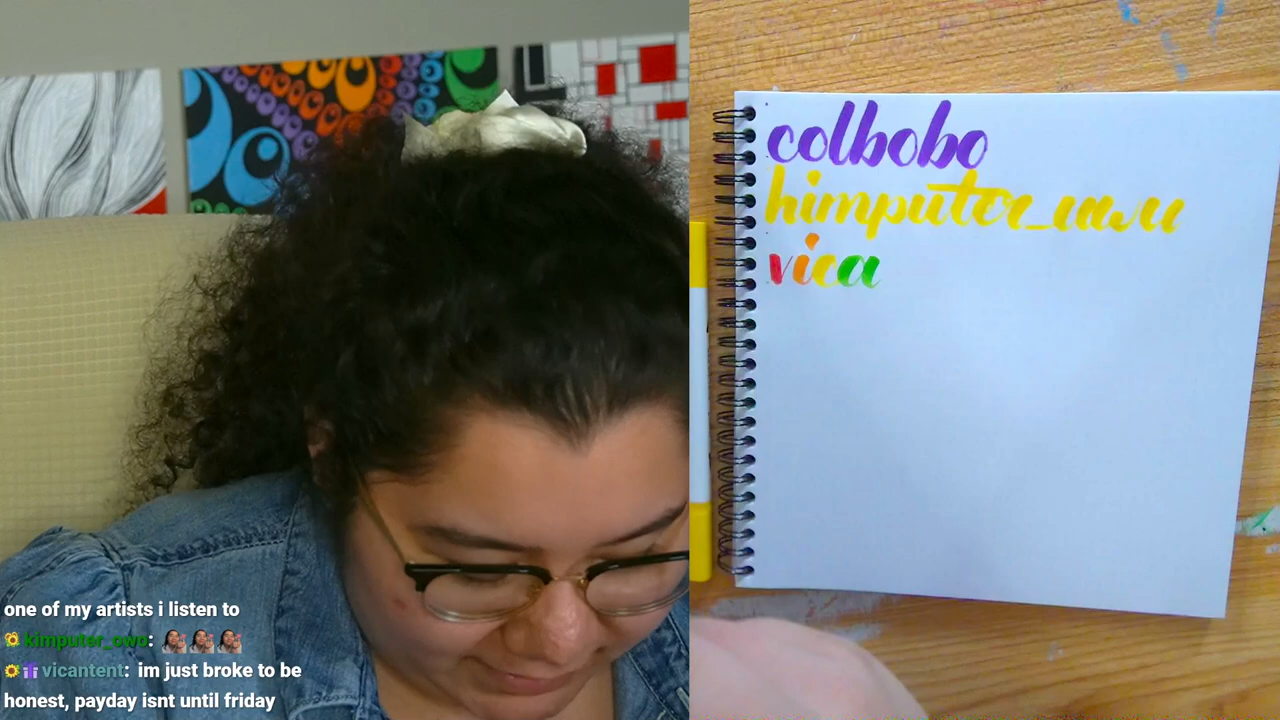 one of my artists i listen to
kimputer_owo:
vicantent: im just broke to be
honest, payday isnt until friday
colbobo
vica